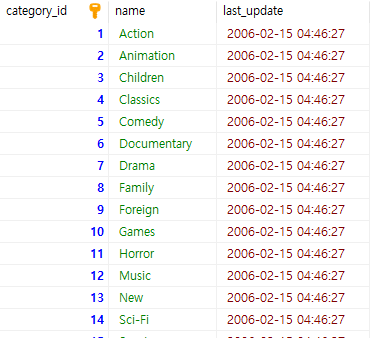 category_id name last_update
1 Action 2006-02-15 04:46:27
2 Animation 2006-02-15 04:46:27
3 Children 2006-02-15 04:46:27
4 Classics 2006-02-15 04:46:27
5 Comedy 2006-02-15 04:46:27
6 Documentary 2006-02-15 04:46:27
7 Drama 2006-02-15 04:46:27
8 Family 2006-02-15 04:46:27
9 Foreign 2006-02-15 04:46:27
10 Games 2006-02-15 04:46:27
11 Horror 2006-02-15 04:46:27
12 Music 2006-02-15 04:46:27
13 New 2006-02-15 04:46:27
14 Sci-Fi 2006-02-15 04:46:27